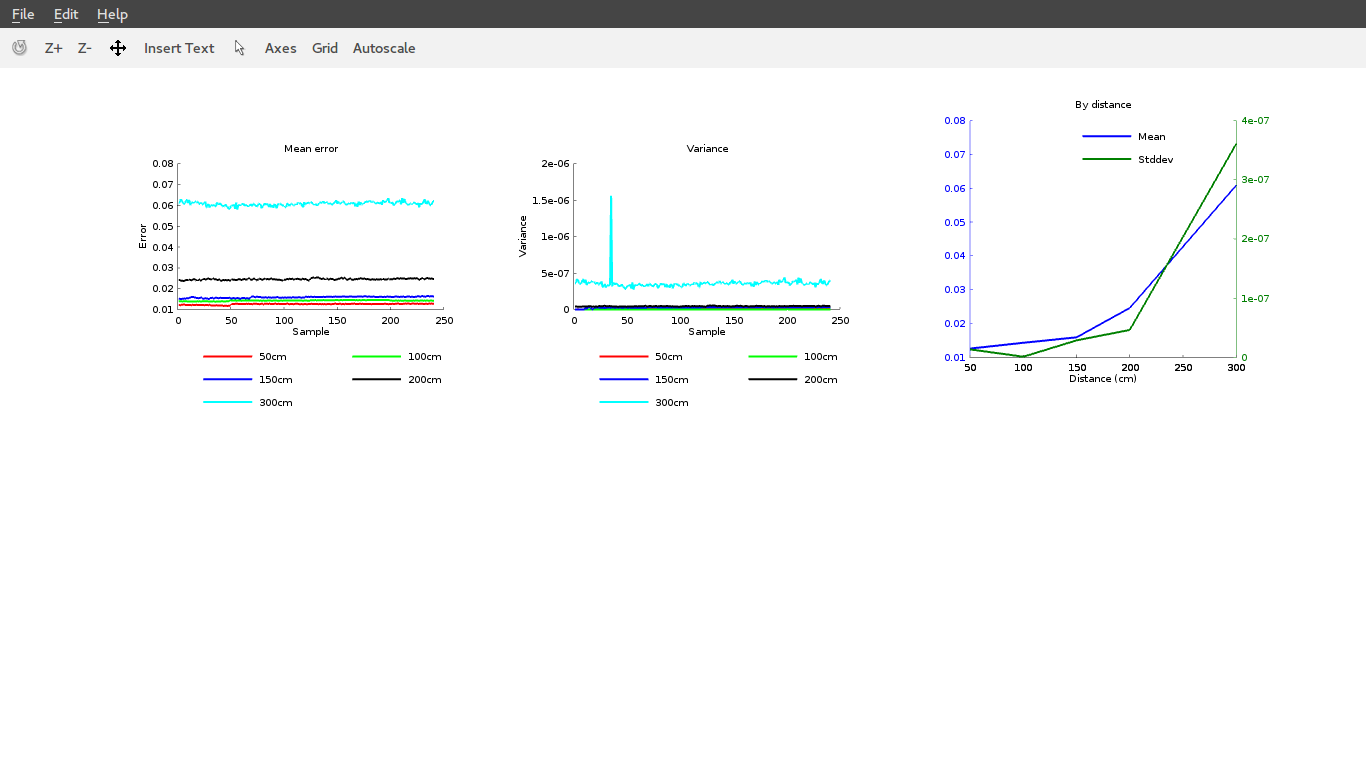 File Edit Help
Z+ Z- Insert Text Axes Grid Autoscale
Mean error
0.08
0.07
0.06
0.05
0.04
0.03
0.02
0.01
Error
0 50 100 150 200 250
Sample
50cm 100cm
150cm 200cm
300cm
Variance
2e-06
1.5e-06
1e-06
5e-07
0
Variance
0 50 100 150 200 250
Sample
50cm 100cm
150cm 200cm
300cm
By distance
0.08
0.07
0.06
0.05
0.04
0.03
0.02
0.01
Mean
Stddev
4e-07
3e-07
2e-07
1e-07
0
50 100 150 200 250 300
Distance (cm)